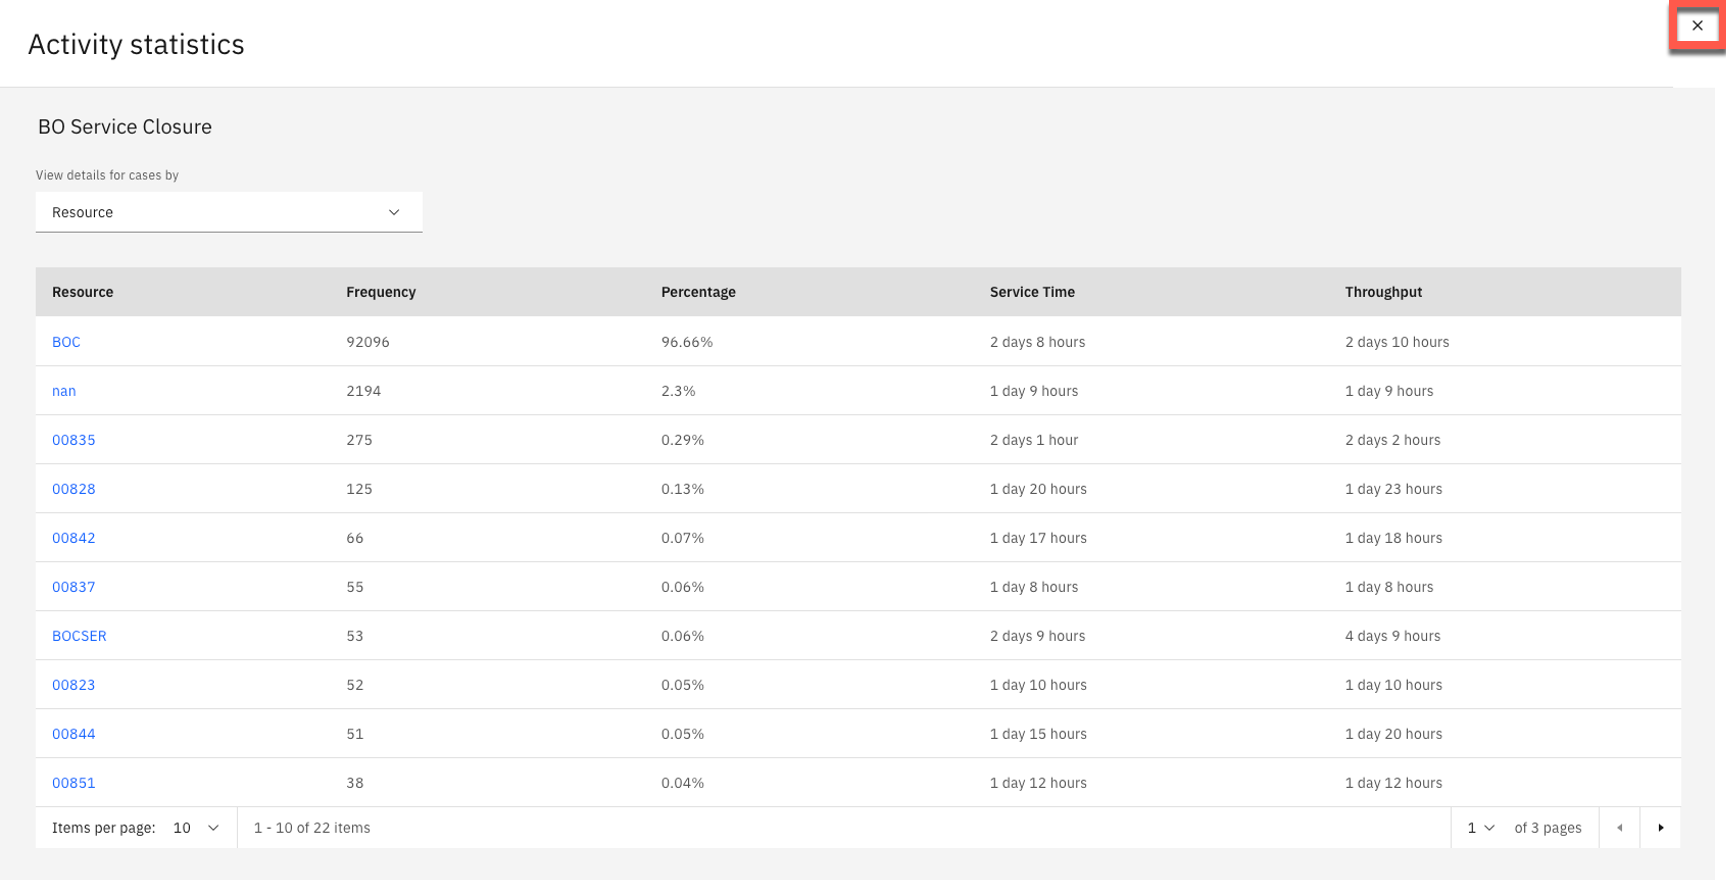 Activity statistics
BO Service Closure
View details for cases by
Resource
Resource Frequency Percentage Service Time Throughput
BOC 92096 96.66% 2 days 8 hours 2 days 10 hours
nan 2194 2.3% 1 day 9 hours 1 day 9 hours
00835 275 0.29% 2 days 1 hour 2 days 2 hours
00828 125 0.13% 1 day 20 hours 1 day 23 hours
00842 66 0.07% 1 day 17 hours 1 day 18 hours
00837 55 0.06% 1 day 8 hours 1 day 8 hours
BOCSER 53 0.06% 2 days 9 hours 4 days 9 hours
00823 52 0.05% 1 day 10 hours 1 day 10 hours
00844 51 0.05% 1 day 15 hours 1 day 20 hours
00851 38 0.04% 1 day 12 hours 1 day 12 hours
Items per page: 10 1 - 10 of 22 items 1 of 3 pages